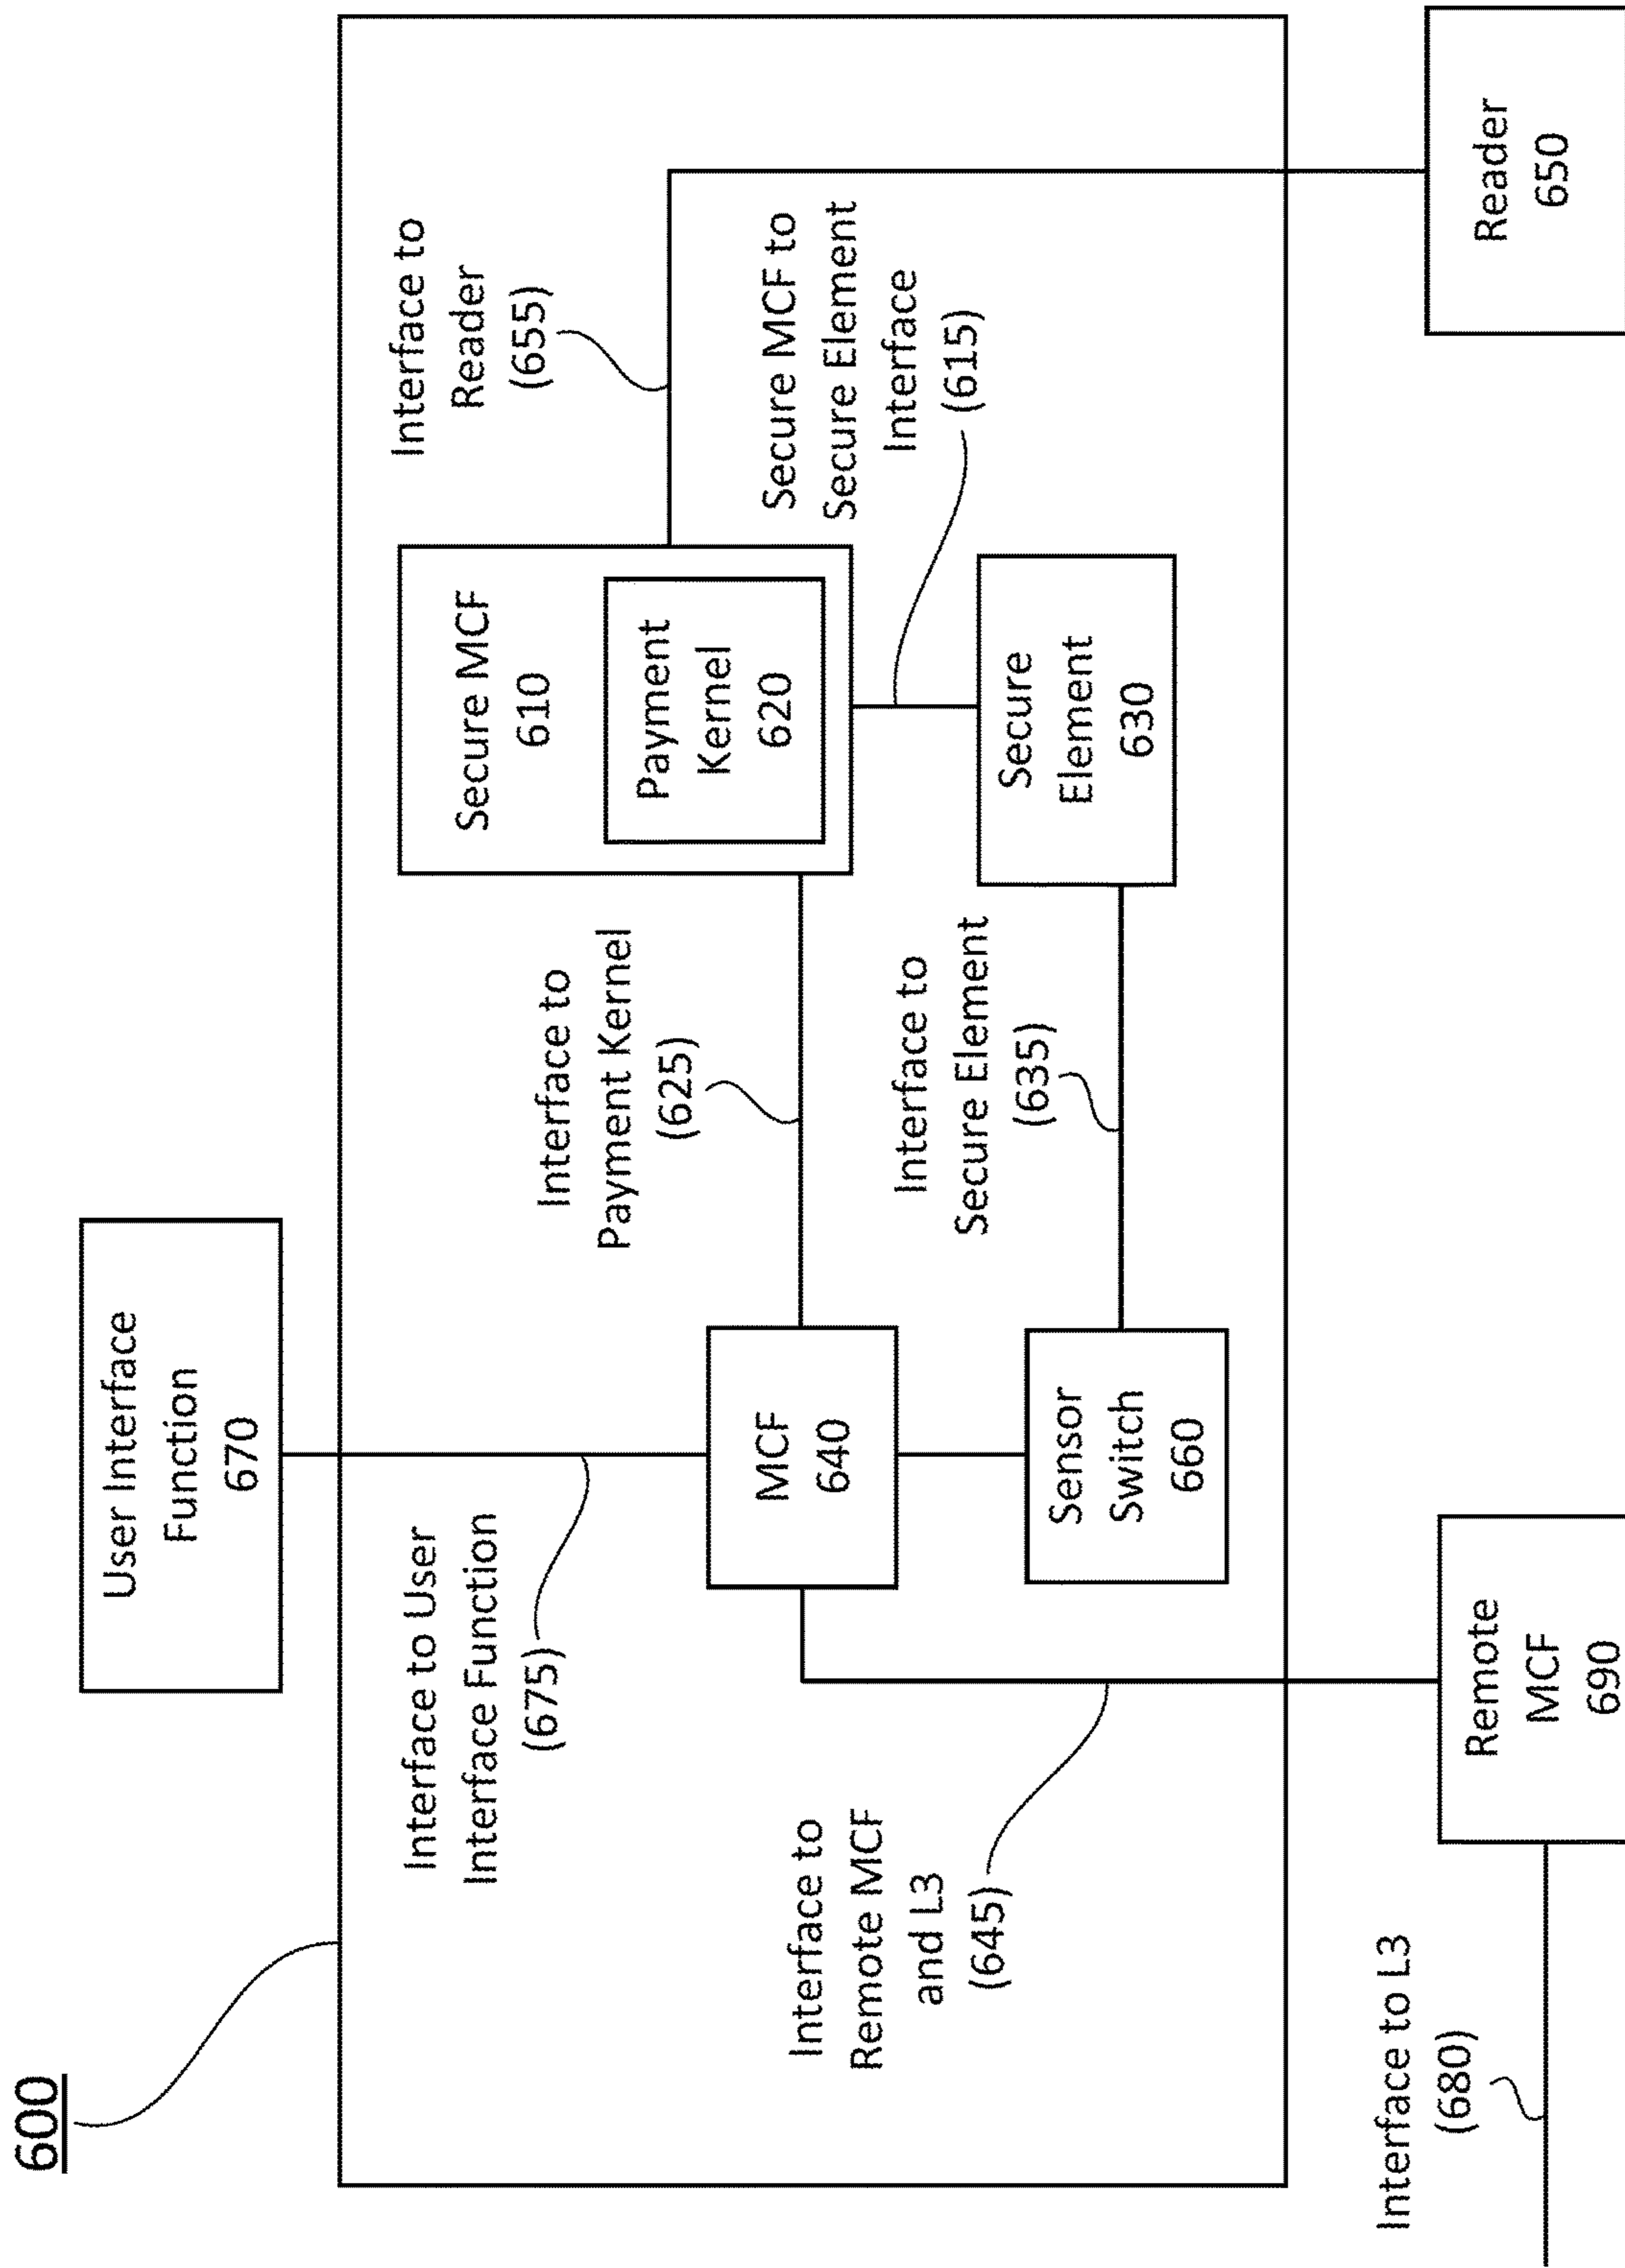 600
User Interface
Function
670
Interface to User
Interface Function
(675)
Interface to
Reader
(655)
Secure MCF
610
Payment
Kernel
620
Interface to
Payment Kernel
(625)
MCF
640
Secure MCF to
Secure Element
Interface
(615)
Interface to
Remote MCF
and L3
(645)
Interface to
Secure Element
(635)
Secure
Element
630
Sensor
Switch
660
Interface to L3
(680)
Remote
MCF
690
Reader
650